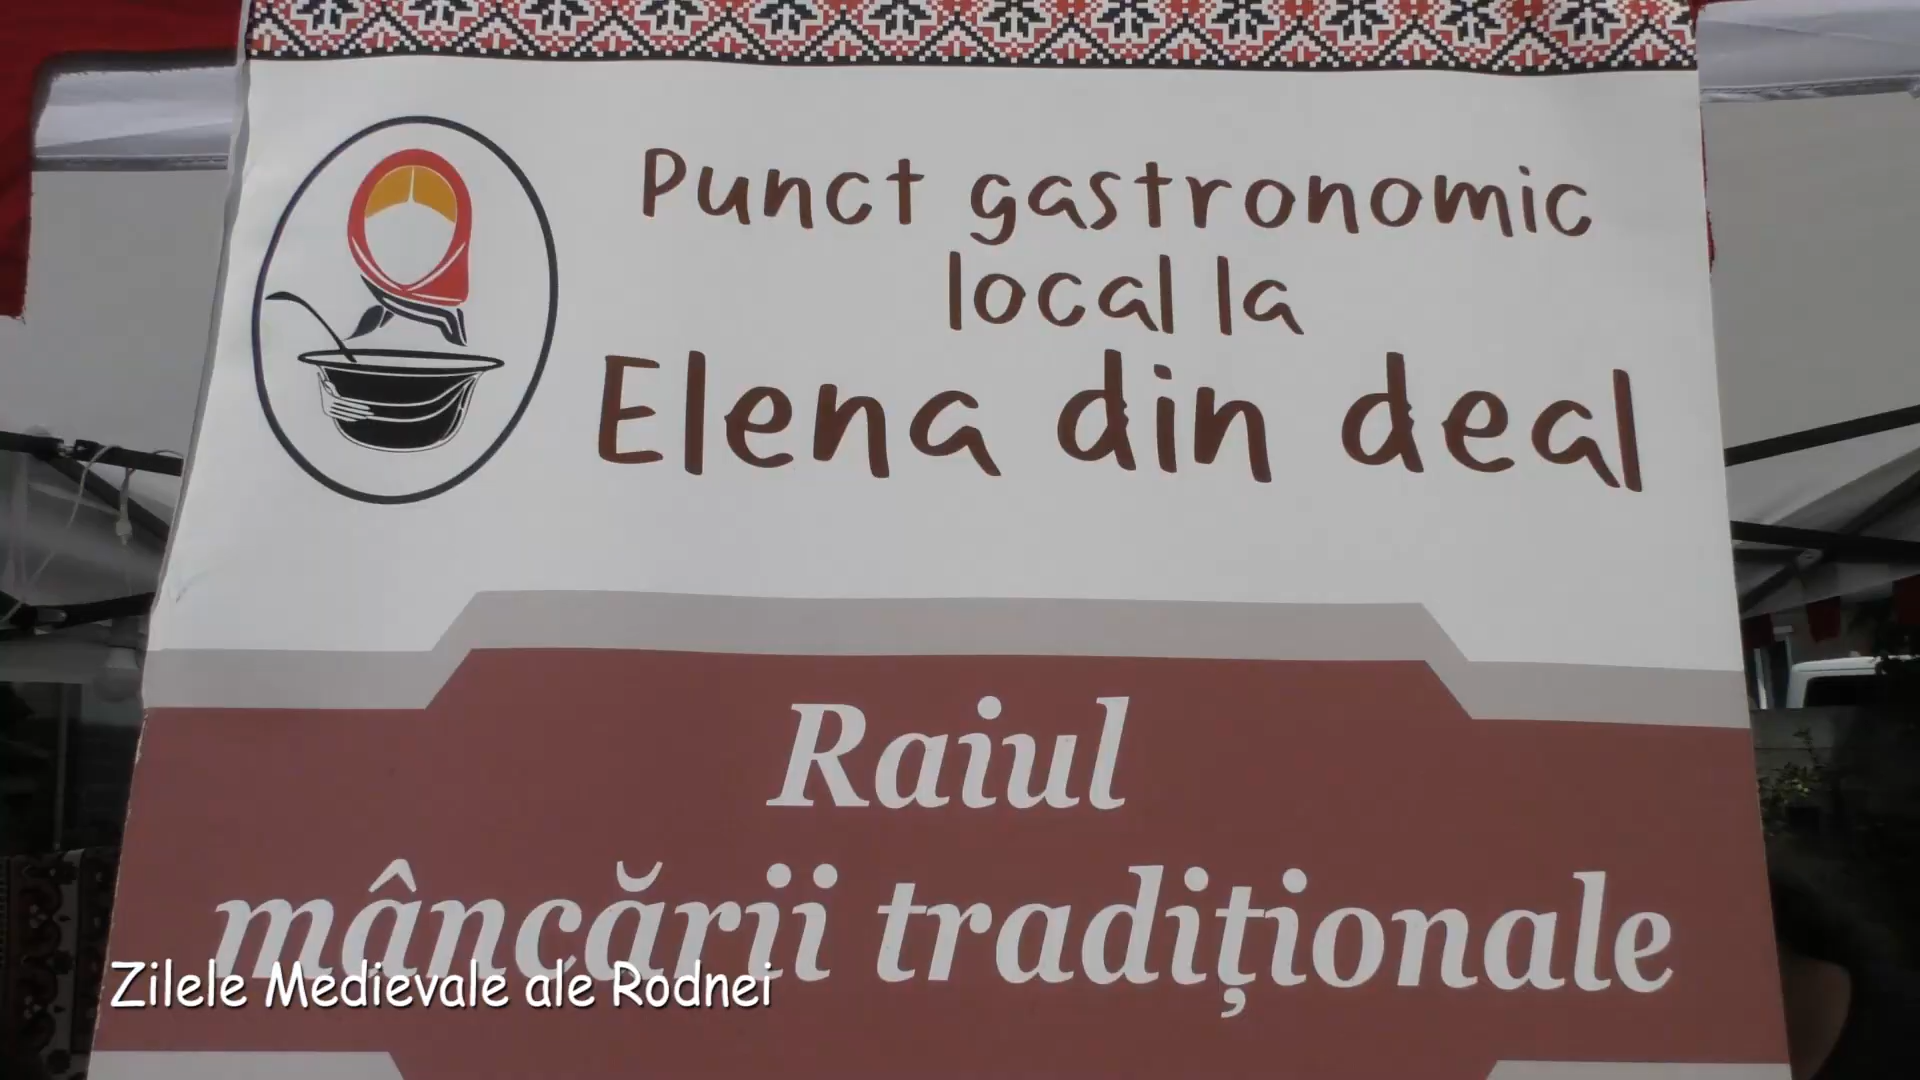 Punct gastronomic
local la
Elena din deal
Raiul
mâncării tradiționale
Zilele Medievale ale Rodnei